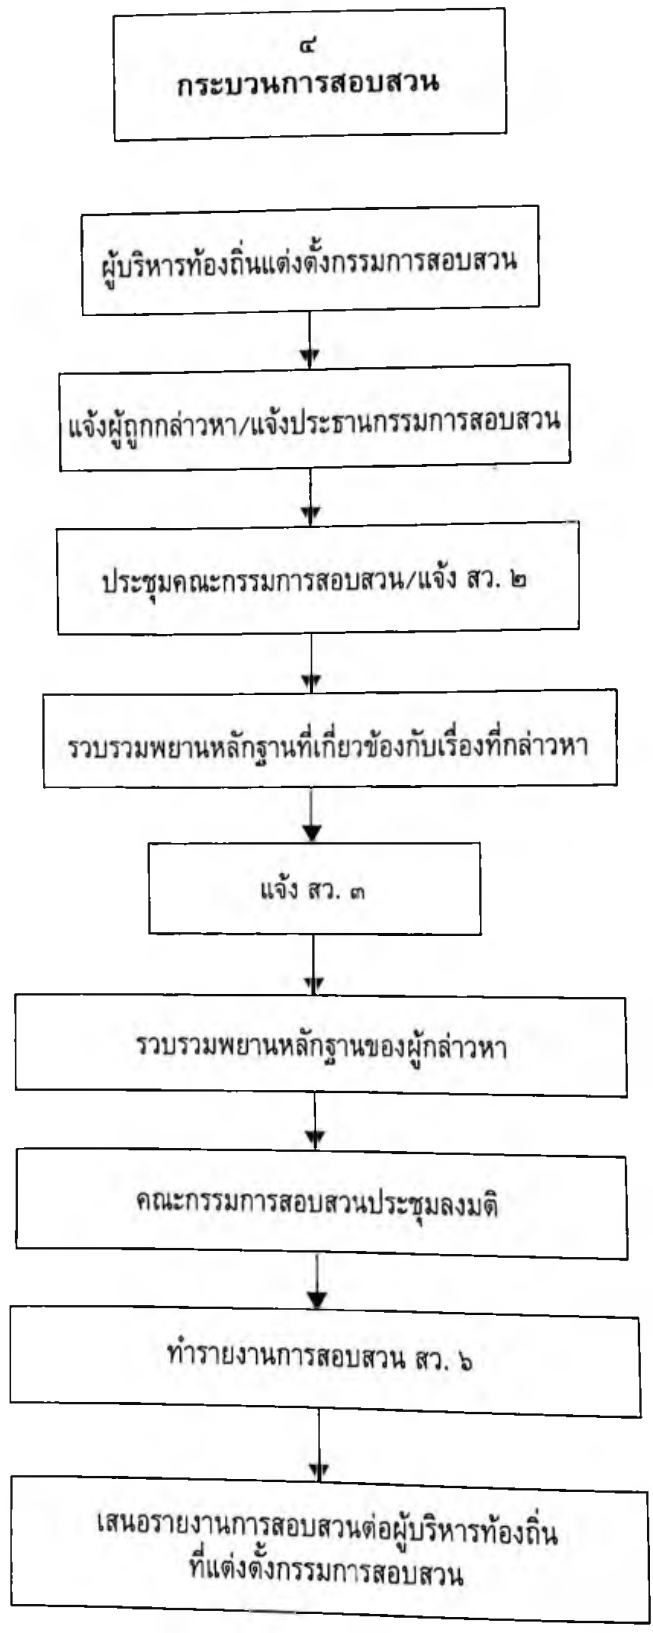 ๔
กระบวนการสอบสวน
ผู้บริหารท้องถิ่นแต่งตั้งกรรมการสอบสวน
แจ้งผู้ถูกกล่าวหา/แจ้งประธานกรรมการสอบสวน
ประชุมคณะกรรมการสอบสวน/แจ้ง สว. ๒
รวบรวมพยานหลักฐานที่เกี่ยวข้องกับเรื่องที่กล่าวหา
แจ้ง สว. ๓
รวบรวมพยานหลักฐานของผู้กล่าวหา
คณะกรรมการสอบสวนประชุมลงมติ
ทำรายงานการสอบสวน สว. ๖
เสนอรายงานการสอบสวนต่อผู้บริหารท้องถิ่น
ที่แต่งตั้งกรรมการสอบสวน